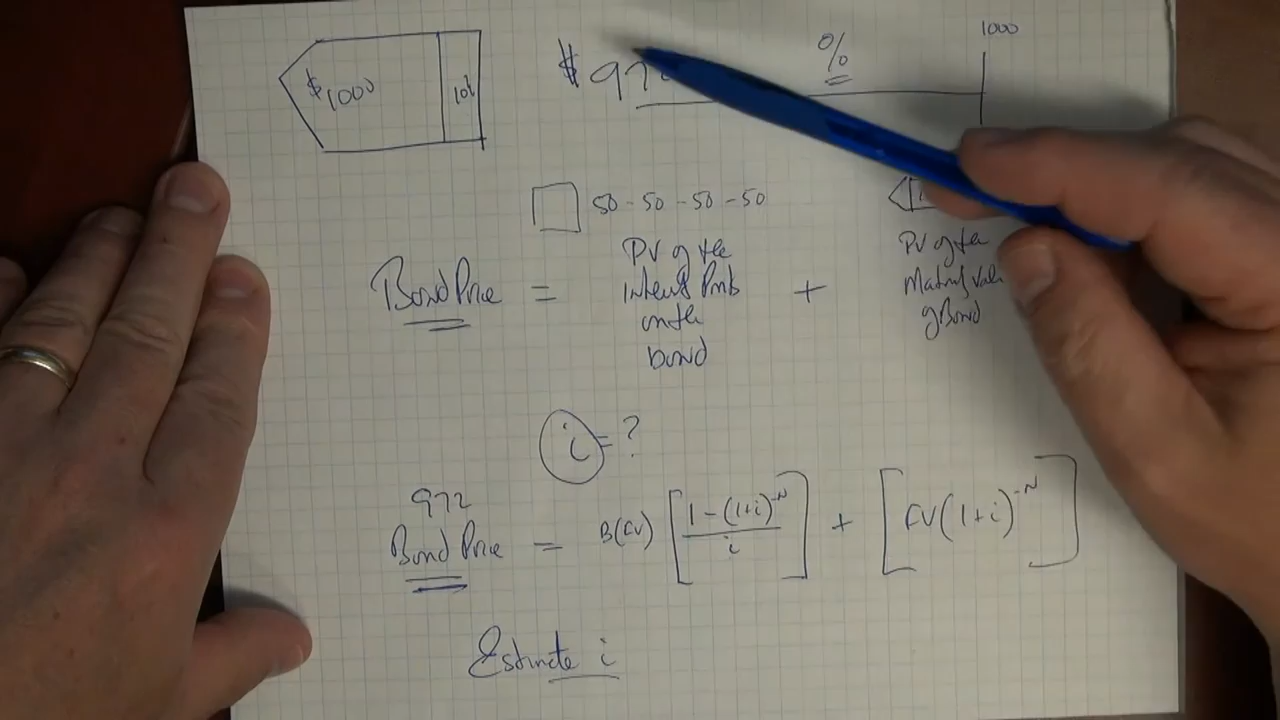 $1000
10%
$97
%
1000
50 - 50 - 50 - 50
PV of the
Interest Pmts
on the
bond
PV of the
Maturity Value
of Bond
Bond Price = +
i = ?
972
Bond Price = B(FV) [1-(1+i)^-N / i] + [FV(1+i)^-N]
Estimate i